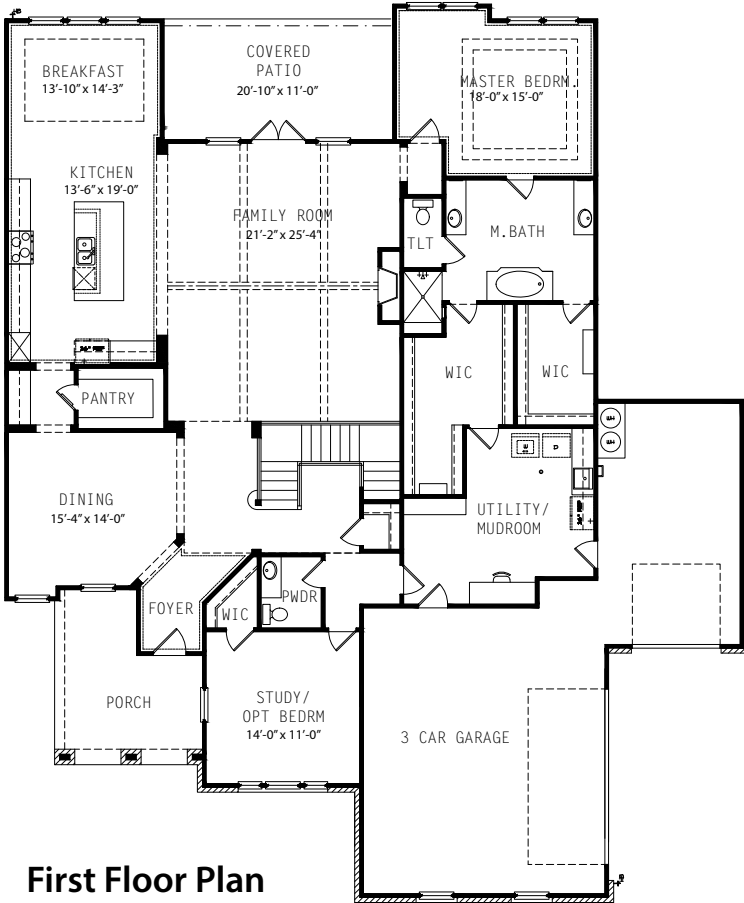 BREAKFAST
13'-10" x 14'-3"
COVERED
PATIO
20'-10" x 11'-0"
MASTER BEDRM.
18'-0" x 15'-0"
KITCHEN
13'-6" x 19'-0"
FAMILY ROOM
21'-2" x 25'-4"
TLT
M.BATH
WIC
WIC
PANTRY
DINING
15'-4" x 14'-0"
UTILITY/
MUDROOM
FOYER
WIC
PWDR
PORCH
STUDY/
OPT BEDRM
14'-0" x 11'-0"
3 CAR GARAGE
First Floor Plan